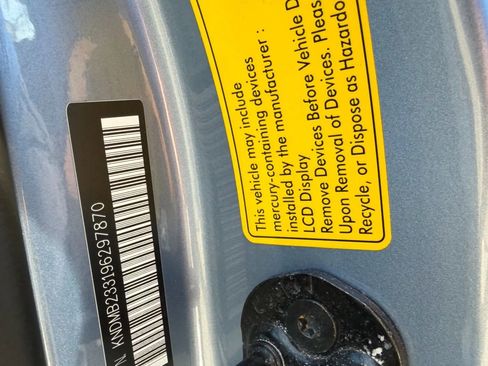 N KNDMB233196297870
This vehicle may include
mercury-containing devices
installed by the manufacturer :
LCD Display
Remove Devices Before Vehicle D
Upon Removal of Devices. Pleas
Recycle, or Dispose as Hazardo